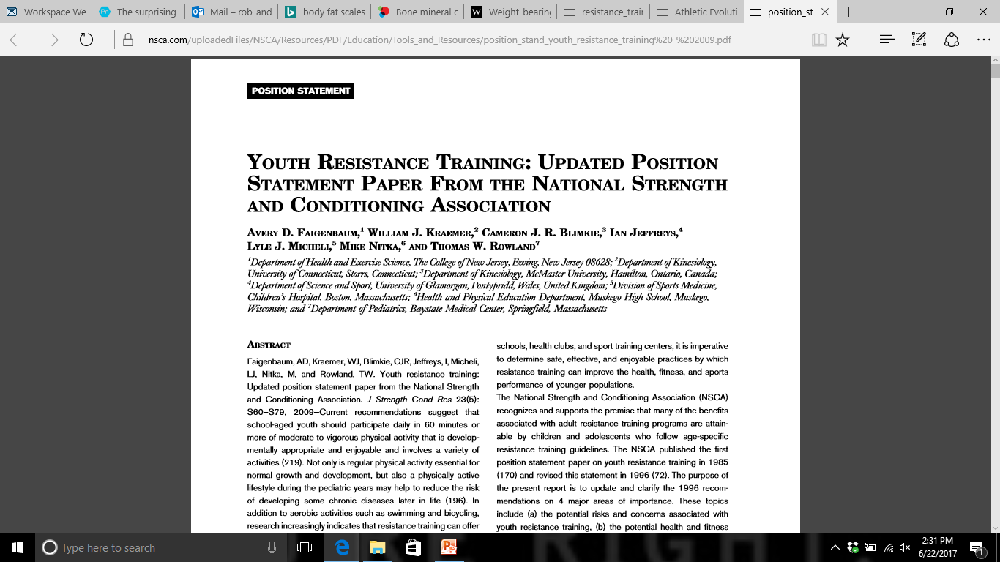 Workspace We
The surprising
Mail – rob-and
body fat scales
Bone mineral c
Weight-bearin
resistance_trair
Athletic Evoluti
position_st
nsca.com/uploadedFiles/NSCA/Resources/PDF/Education/Tools_and_Resources/position_stand_youth_resistance_training%20-%202009.pdf
POSITION STATEMENT
YOUTH RESISTANCE TRAINING: UPDATED POSITION
STATEMENT PAPER FROM THE NATIONAL STRENGTH
AND CONDITIONING ASSOCIATION
AVERY D. FAIGENBAUM,¹ WILLIAM J. KRAEMER,² CAMERON J. R. BLIMKIE,³ IAN JEFFREYS,⁴
LYLE J. MICHELI,⁵ MIKE NITKA,⁶ AND THOMAS W. ROWLAND⁷
¹Department of Health and Exercise Science, The College of New Jersey, Ewing, New Jersey 08628; ²Department of Kinesiology,
University of Connecticut, Storrs, Connecticut; ³Department of Kinesiology, McMaster University, Hamilton, Ontario, Canada;
⁴Department of Science and Sport, University of Glamorgan, Pontypridd, Wales, United Kingdom; ⁵Division of Sports Medicine,
Children's Hospital, Boston, Massachusetts; ⁶Health and Physical Education Department, Muskego High School, Muskego,
Wisconsin; and ⁷Department of Pediatrics, Baystate Medical Center, Springfield, Massachusetts
ABSTRACT
Faigenbaum, AD, Kraemer, WJ, Blimkie, CJR, Jeffreys, I, Micheli,
LJ, Nitka, M, and Rowland, TW. Youth resistance training:
Updated position statement paper from the National Strength
and Conditioning Association. J Strength Cond Res 23(5):
S60–S79, 2009—Current recommendations suggest that
school-aged youth should participate daily in 60 minutes or
more of moderate to vigorous physical activity that is develop-
mentally appropriate and enjoyable and involves a variety of
activities (219). Not only is regular physical activity essential for
normal growth and development, but also a physically active
lifestyle during the pediatric years may help to reduce the risk
of developing some chronic diseases later in life (196). In
addition to aerobic activities such as swimming and bicycling,
research increasingly indicates that resistance training can offer
schools, health clubs, and sport training centers, it is imperative
to determine safe, effective, and enjoyable practices by which
resistance training can improve the health, fitness, and sports
performance of younger populations.
The National Strength and Conditioning Association (NSCA)
recognizes and supports the premise that many of the benefits
associated with adult resistance training programs are attain-
able by children and adolescents who follow age-specific
resistance training guidelines. The NSCA published the first
position statement paper on youth resistance training in 1985
(170) and revised this statement in 1996 (72). The purpose of
the present report is to update and clarify the 1996 recom-
mendations on 4 major areas of importance. These topics
include (a) the potential risks and concerns associated with
youth resistance training, (b) the potential health and fitness
Type here to search
2:31 PM
6/22/2017